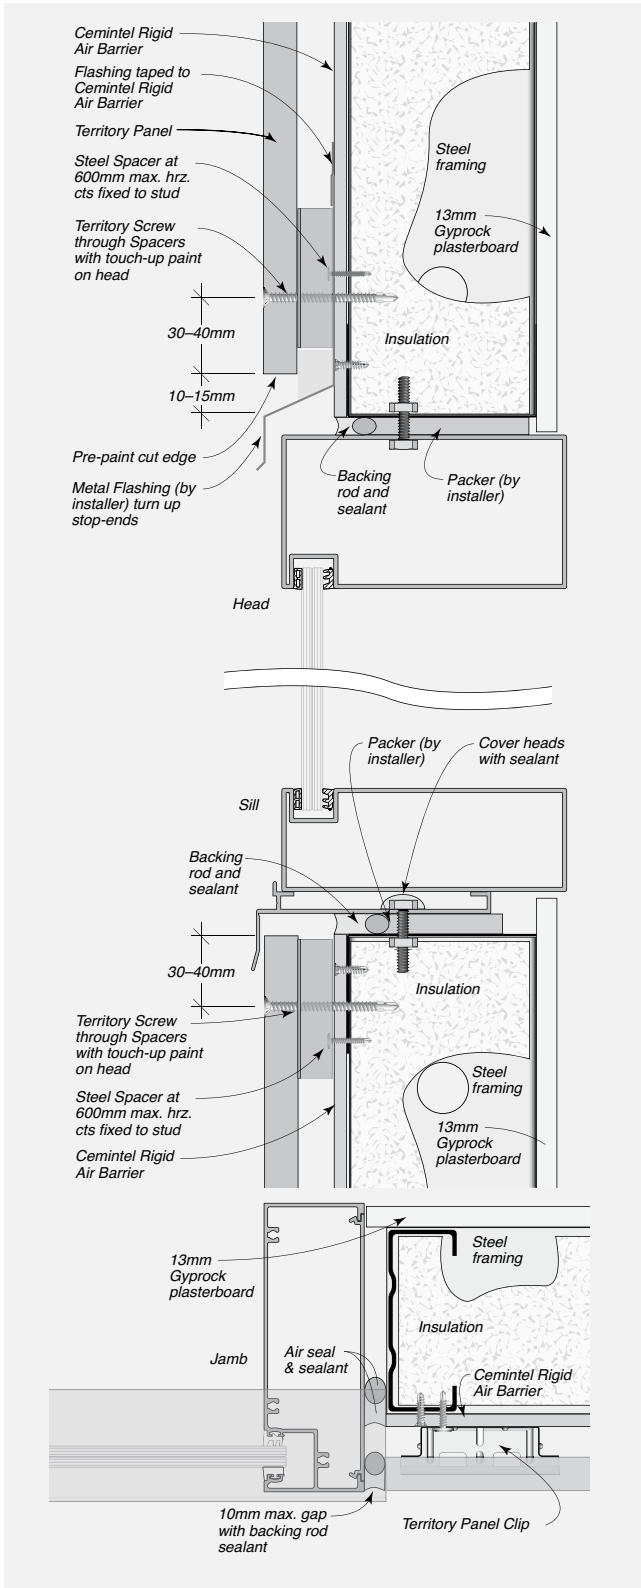 Cemintel Rigid
Air Barrier
Flashing taped to
Cemintel Rigid
Air Barrier
Territory Panel
Steel Spacer at
600mm max. hrz.
cts fixed to stud
Territory Screw
through Spacers
with touch-up paint
on head
30–40mm
10–15mm
Pre-paint cut edge
Metal Flashing (by
installer) turn up
stop-ends
Steel
framing
13mm
Gyprock
plasterboard
Insulation
Backing
rod and
sealant
Packer (by
installer)
Head
Packer (by
installer)
Cover heads
with sealant
Sill
Backing
rod and
sealant
30–40mm
Insulation
Territory Screw
through Spacers
with touch-up paint
on head
Steel Spacer at
600mm max. hrz.
cts fixed to stud
Cemintel Rigid
Air Barrier
Steel
framing
13mm
Gyprock
plasterboard
13mm
Gyprock
plasterboard
Steel
framing
Insulation
Jamb
Air seal
& sealant
Cemintel Rigid
Air Barrier
10mm max. gap
with backing rod
sealant
Territory Panel Clip